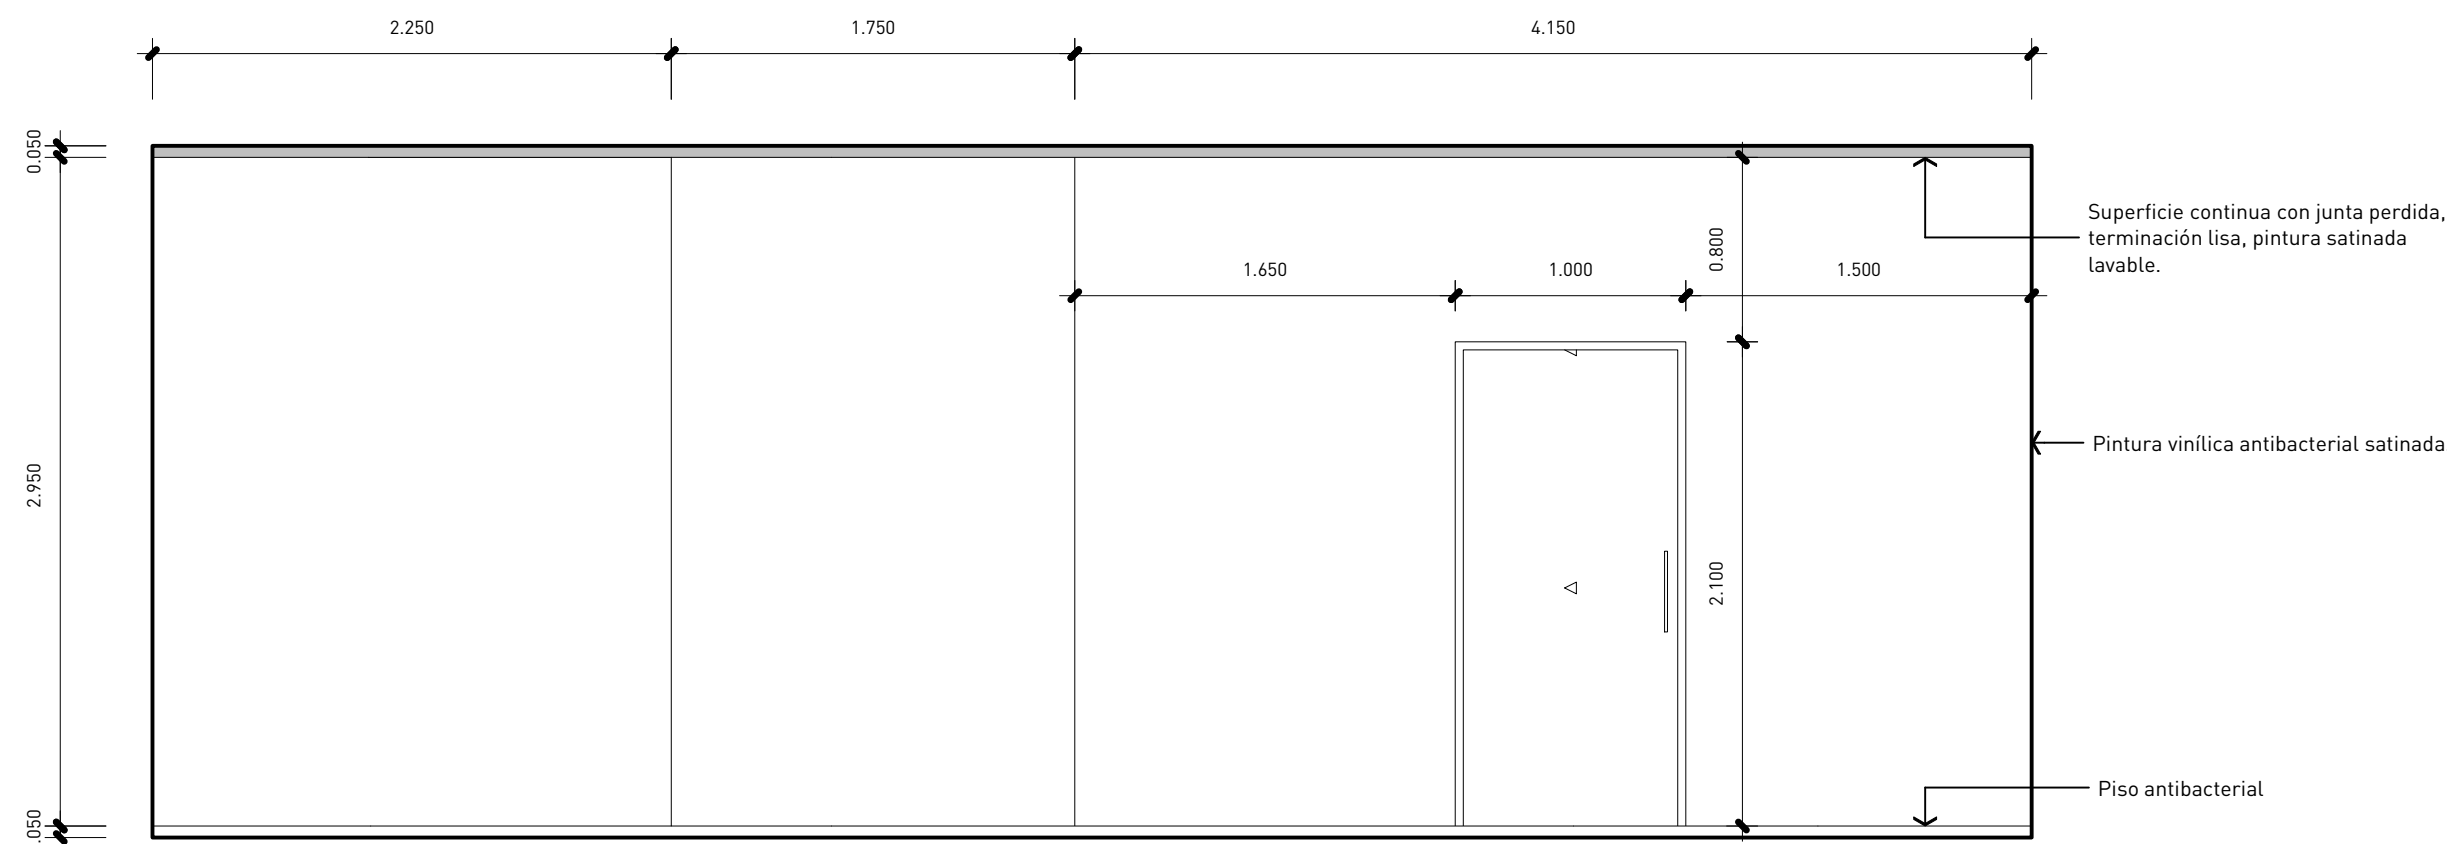 2.250
1.750
4.150
0.050
Superficie continua con junta perdida,
terminación lisa, pintura satinada
lavable.
0.800
1.650
1.000
1.500
Pintura vinílica antibacterial satinada
2.950
2.100
Piso antibacterial
.050